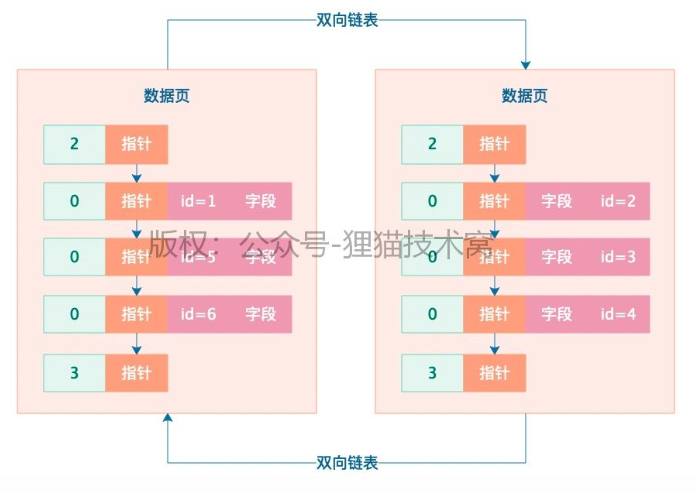 双向链表
数据页
2 指针
0 指针 id=1 字段
0 指针 id=5 字段
0 指针 id=6 字段
3 指针
数据页
2 指针
0 指针 字段 id=2
0 指针 字段 id=3
0 指针 字段 id=4
3 指针
版权：公众号-狸猫技术窝
双向链表